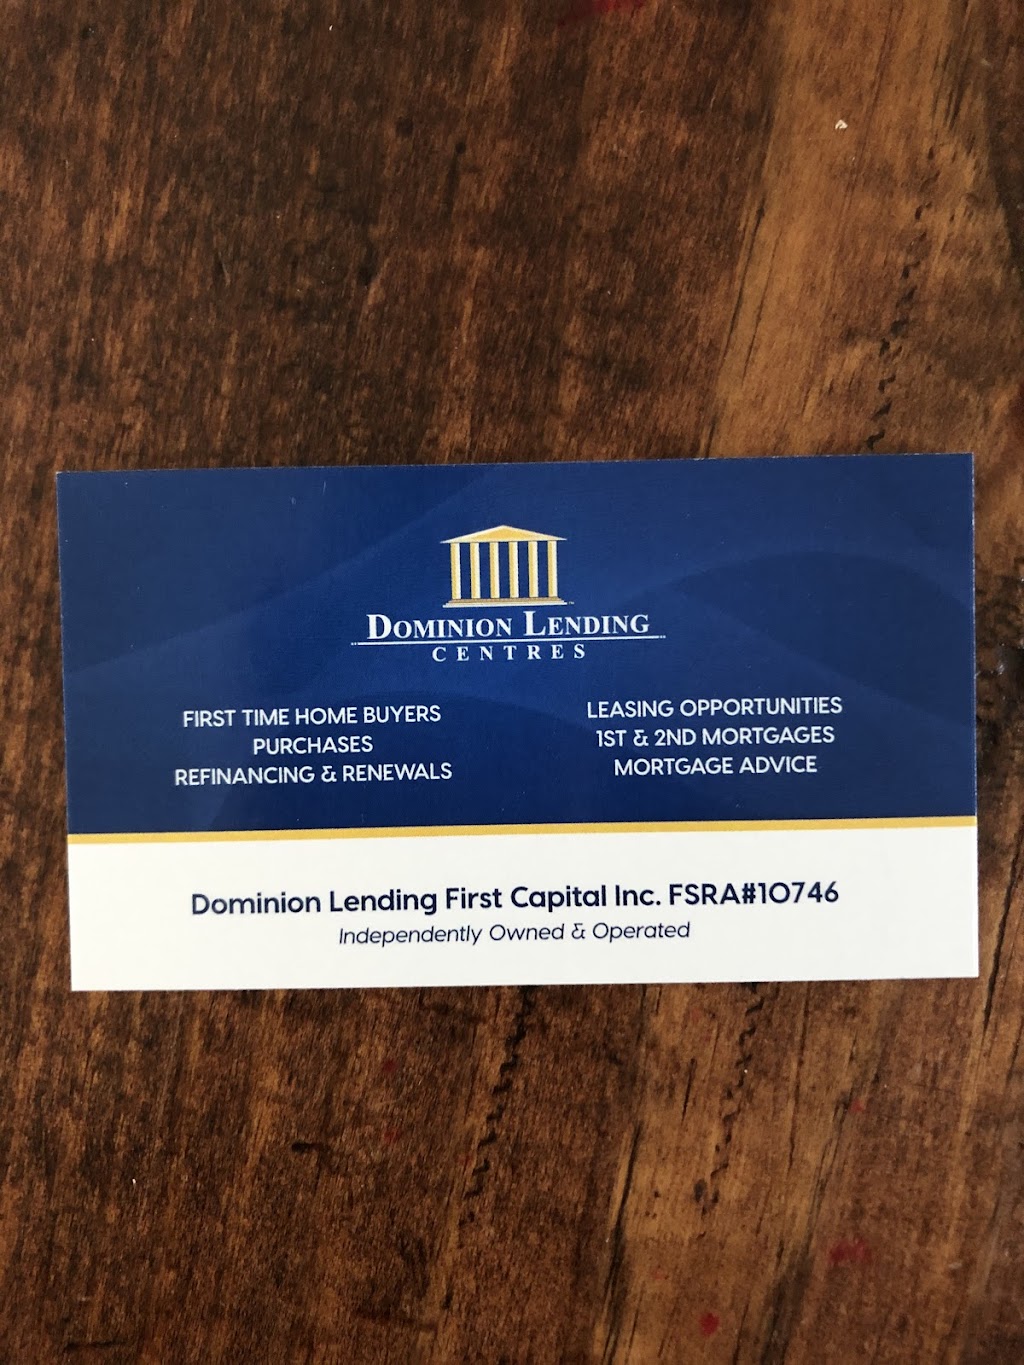 DOMINION LENDING
CENTRES
FIRST TIME HOME BUYERS
PURCHASES
REFINANCING & RENEWALS
LEASING OPPORTUNITIES
1ST & 2ND MORTGAGES
MORTGAGE ADVICE
Dominion Lending First Capital Inc. FSRA#10746
Independently Owned & Operated